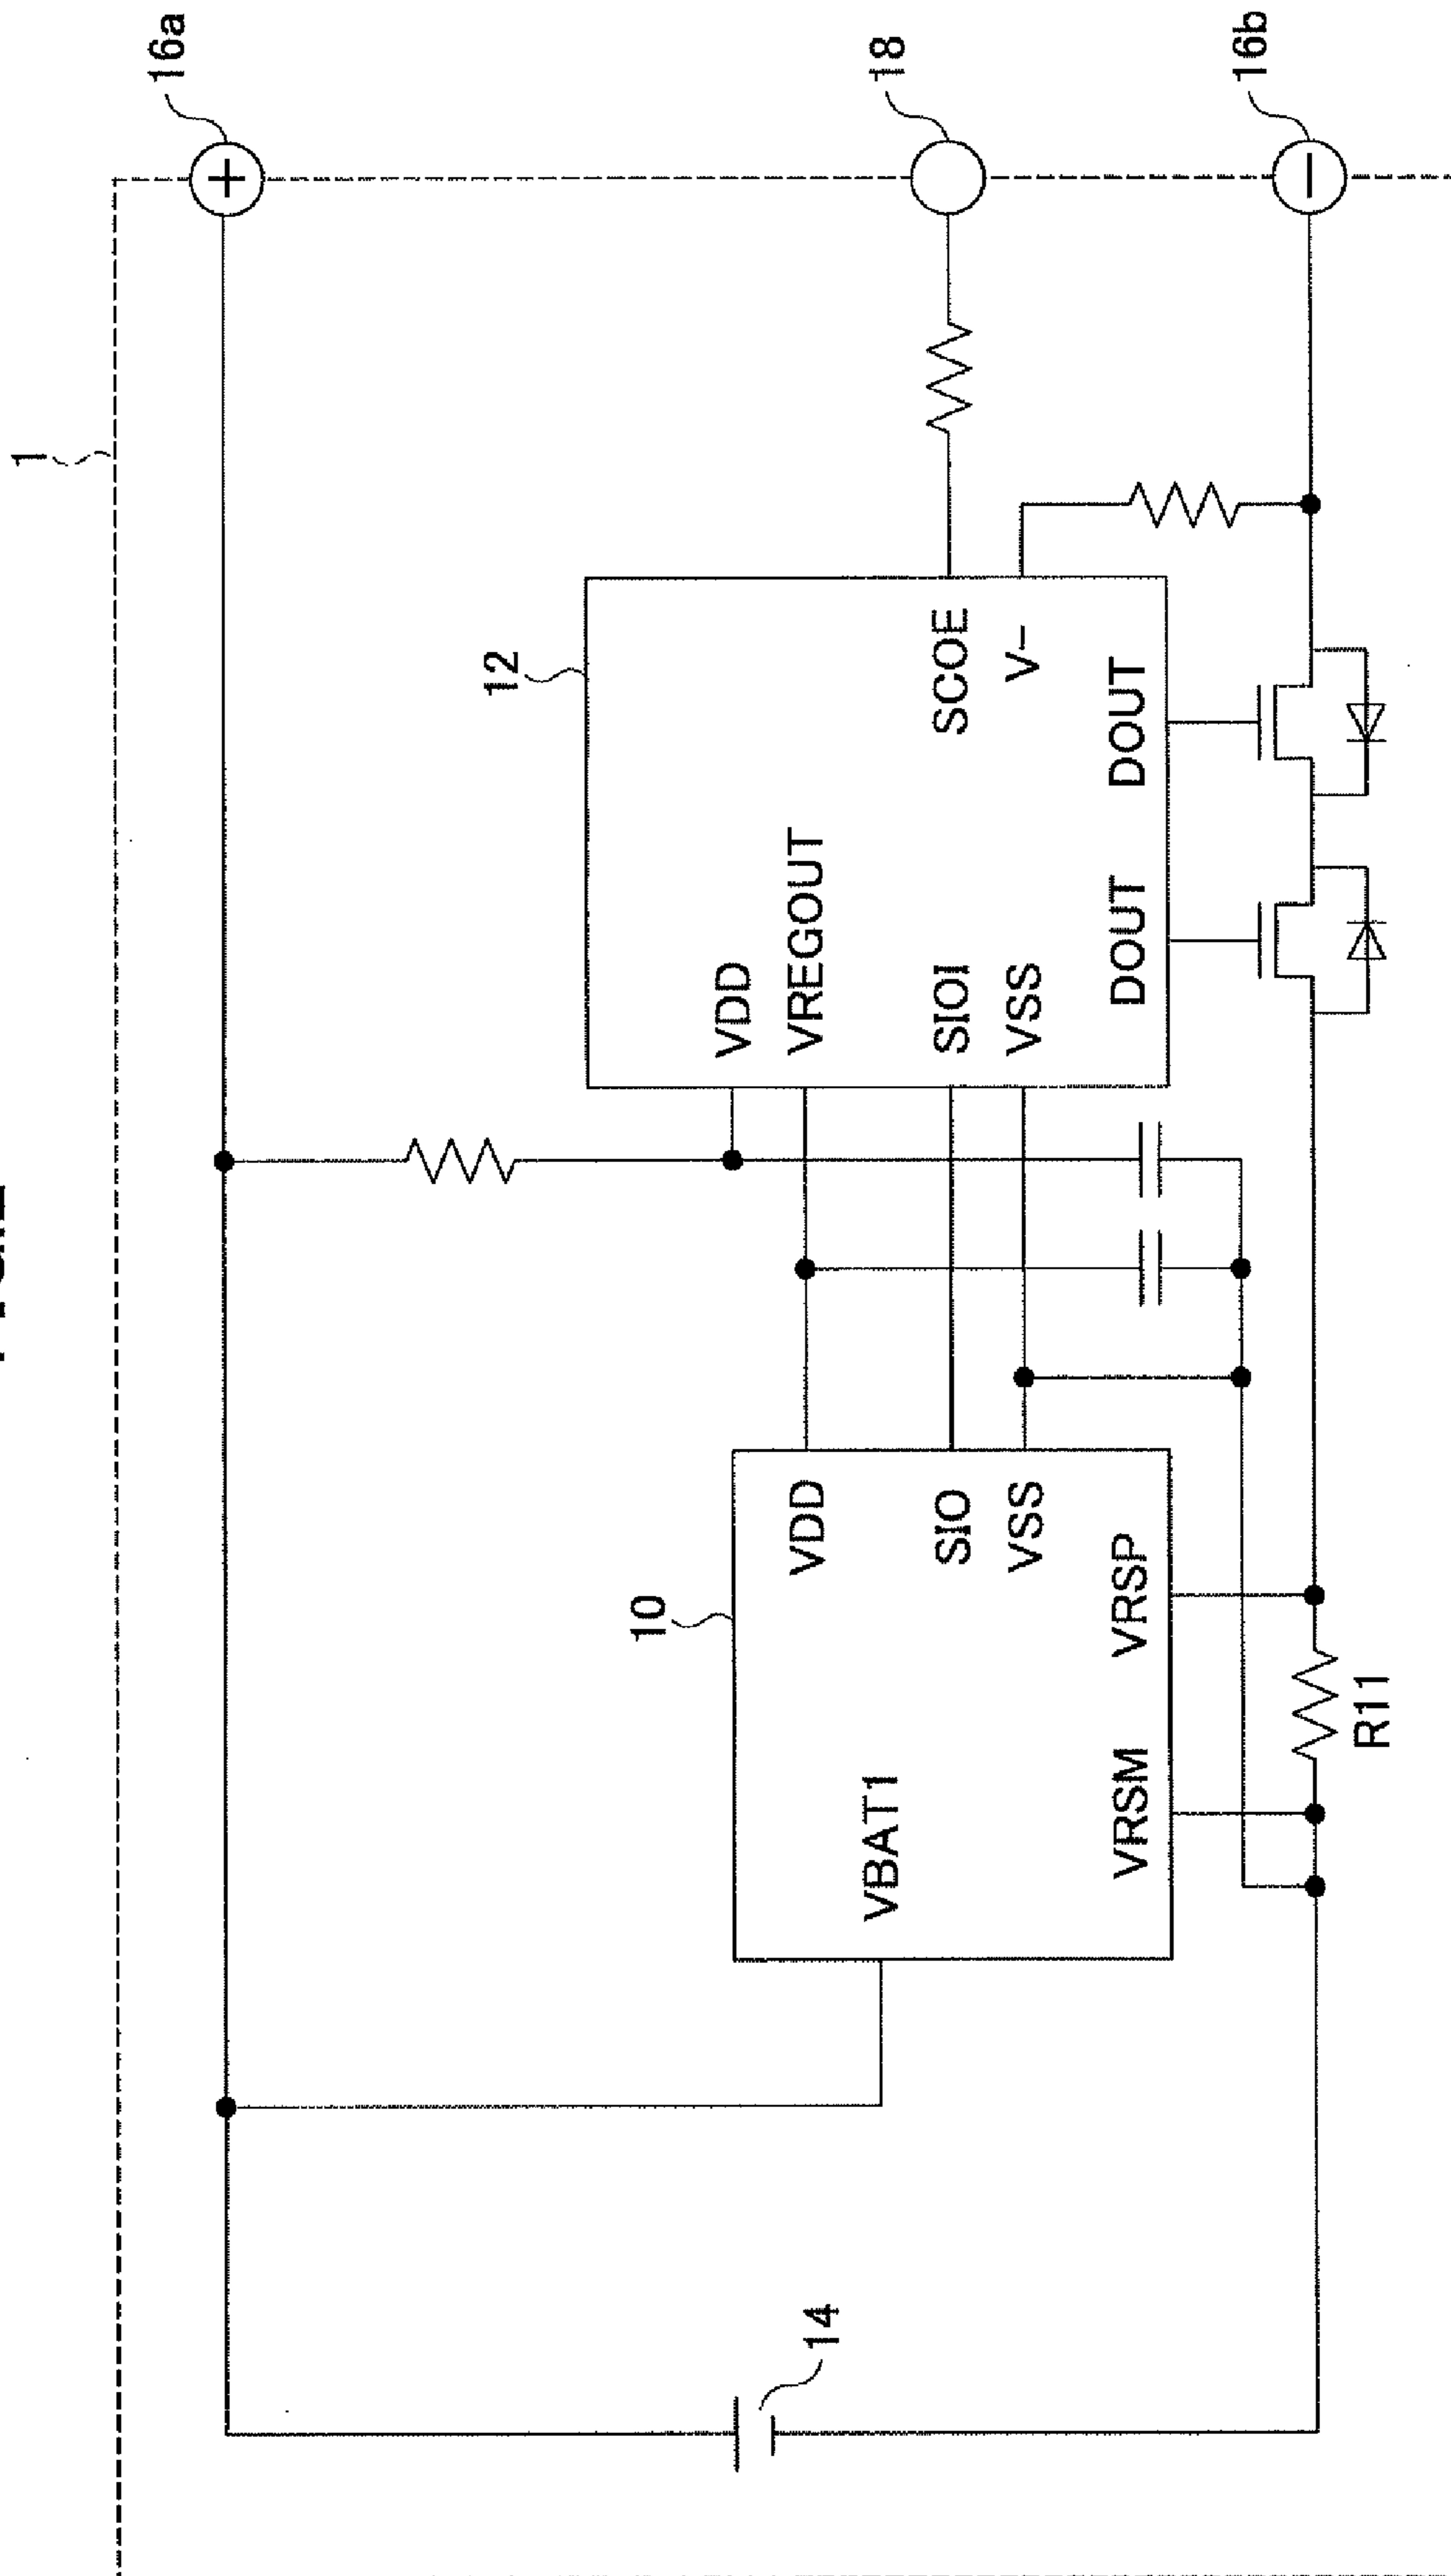 1
16a
+
12
VDD
VREGOUT
SCOE
18
SIOI
VSS
V−
DOUT
DOUT
10
VDD
VBAT1
SIO
VSS
VRSM
VRSP
14
16b
−
R11